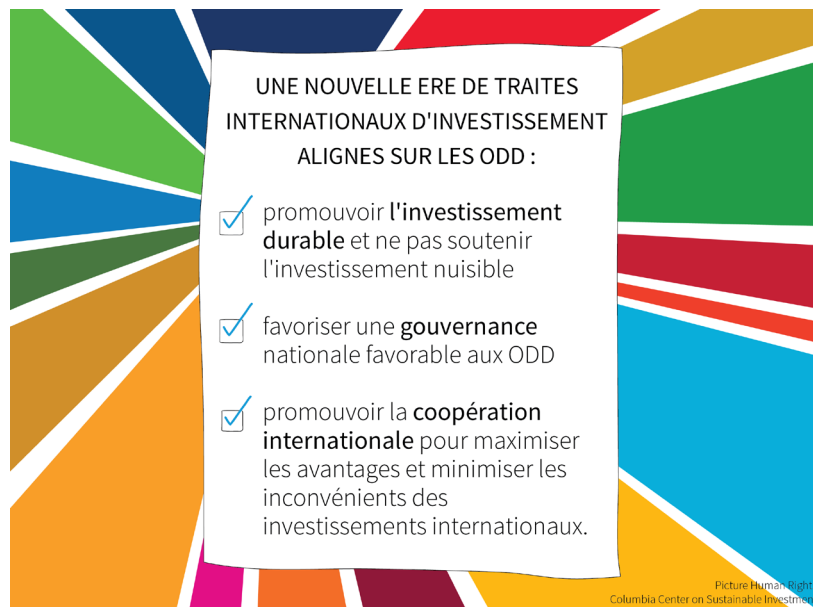 UNE NOUVELLE ERE DE TRAITES
INTERNATIONAUX D'INVESTISSEMENT
ALIGNES SUR LES ODD :
promouvoir l'investissement
durable et ne pas soutenir
l'investissement nuisible
favoriser une gouvernance
nationale favorable aux ODD
promouvoir la coopération
internationale pour maximiser
les avantages et minimiser les
inconvénients des
investissements internationaux.
Picture Human Right
Columbia Center on Sustainable Investmen